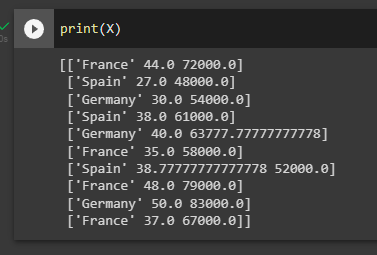 print(X)
[['France' 44.0 72000.0]
['Spain' 27.0 48000.0]
['Germany' 30.0 54000.0]
['Spain' 38.0 61000.0]
['Germany' 40.0 63777.77777777778]
['France' 35.0 58000.0]
['Spain' 38.77777777777778 52000.0]
['France' 48.0 79000.0]
['Germany' 50.0 83000.0]
['France' 37.0 67000.0]]